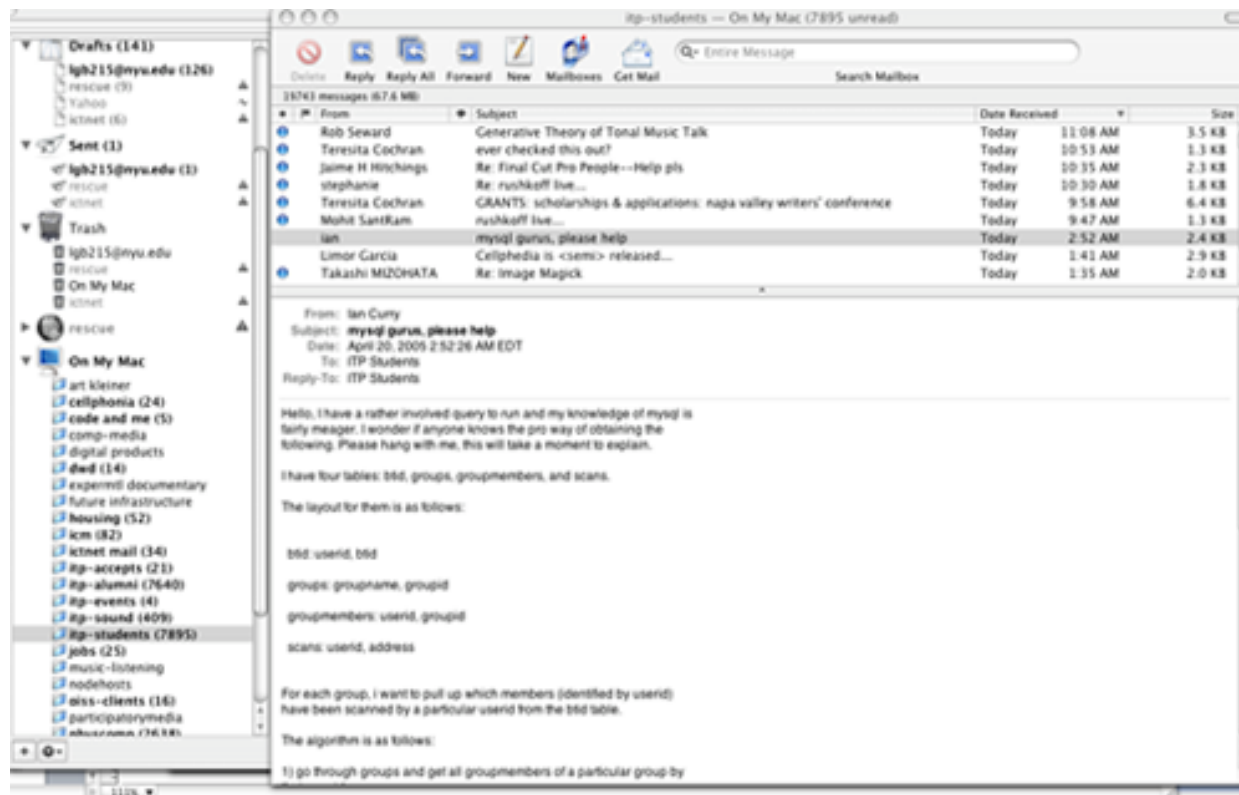 Drafts (141)
lgb215@nyu.edu (126)
rescue (9)
Yahoo
ictnet (6)
Sent (1)
lgb215@nyu.edu (1)
rescue
ictnet
Trash
lgb215@nyu.edu
rescue
On My Mac
ictnet
rescue
On My Mac
art kleiner
cellphonia (24)
code and me (5)
comp-media
digital products
dwd (14)
expermtl documentary
future infrastructure
housing (52)
icm (82)
ictnet mail (34)
itp-accepts (21)
itp-alumni (7640)
itp-events (4)
itp-sound (409)
itp-students (7895)
jobs (25)
music-listening
nodehosts
oiss-clients (16)
participatorymedia
itp-students — On My Mac (7895 unread)
Delete Reply Reply All Forward New Mailboxes Get Mail
Entire Message
Search Mailbox
19743 messages (67.6 MB)
From Subject Date Received Size
Rob Seward Generative Theory of Tonal Music Talk Today 11:08 AM 3.5 KB
Teresita Cochran ever checked this out? Today 10:53 AM 1.3 KB
Jaime H Hitchings Re: Final Cut Pro People--Help pls Today 10:35 AM 2.3 KB
stephanie Re: rushkoff live... Today 10:30 AM 1.8 KB
Teresita Cochran GRANTS: scholarships & applications: napa valley writers' conference Today 9:58 AM 6.4 KB
Mohit SantRam rushkoff live... Today 9:47 AM 1.3 KB
ian mysql gurus, please help Today 2:52 AM 2.4 KB
Limor Garcia Cellphedia is <semi> released... Today 1:41 AM 2.9 KB
Takashi MIZOHATA Re: Image Magick Today 1:35 AM 2.0 KB
From: Ian Curry
Subject: mysql gurus, please help
Date: April 20, 2005 2:52:26 AM EDT
To: ITP Students
Reply-To: ITP Students
Hello, I have a rather involved query to run and my knowledge of mysql is
fairly meager. I wonder if anyone knows the pro way of obtaining the
following. Please hang with me, this will take a moment to explain.
I have four tables: btid, groups, groupmembers, and scans.
The layout for them is as follows:
btid: userid, btid
groups: groupname, groupid
groupmembers: userid, groupid
scans: userid, address
For each group, i want to pull up which members (identified by userid)
have been scanned by a particular userid from the btid table.
The algorithm is as follows:
1) go through groups and get all groupmembers of a particular group by
111%